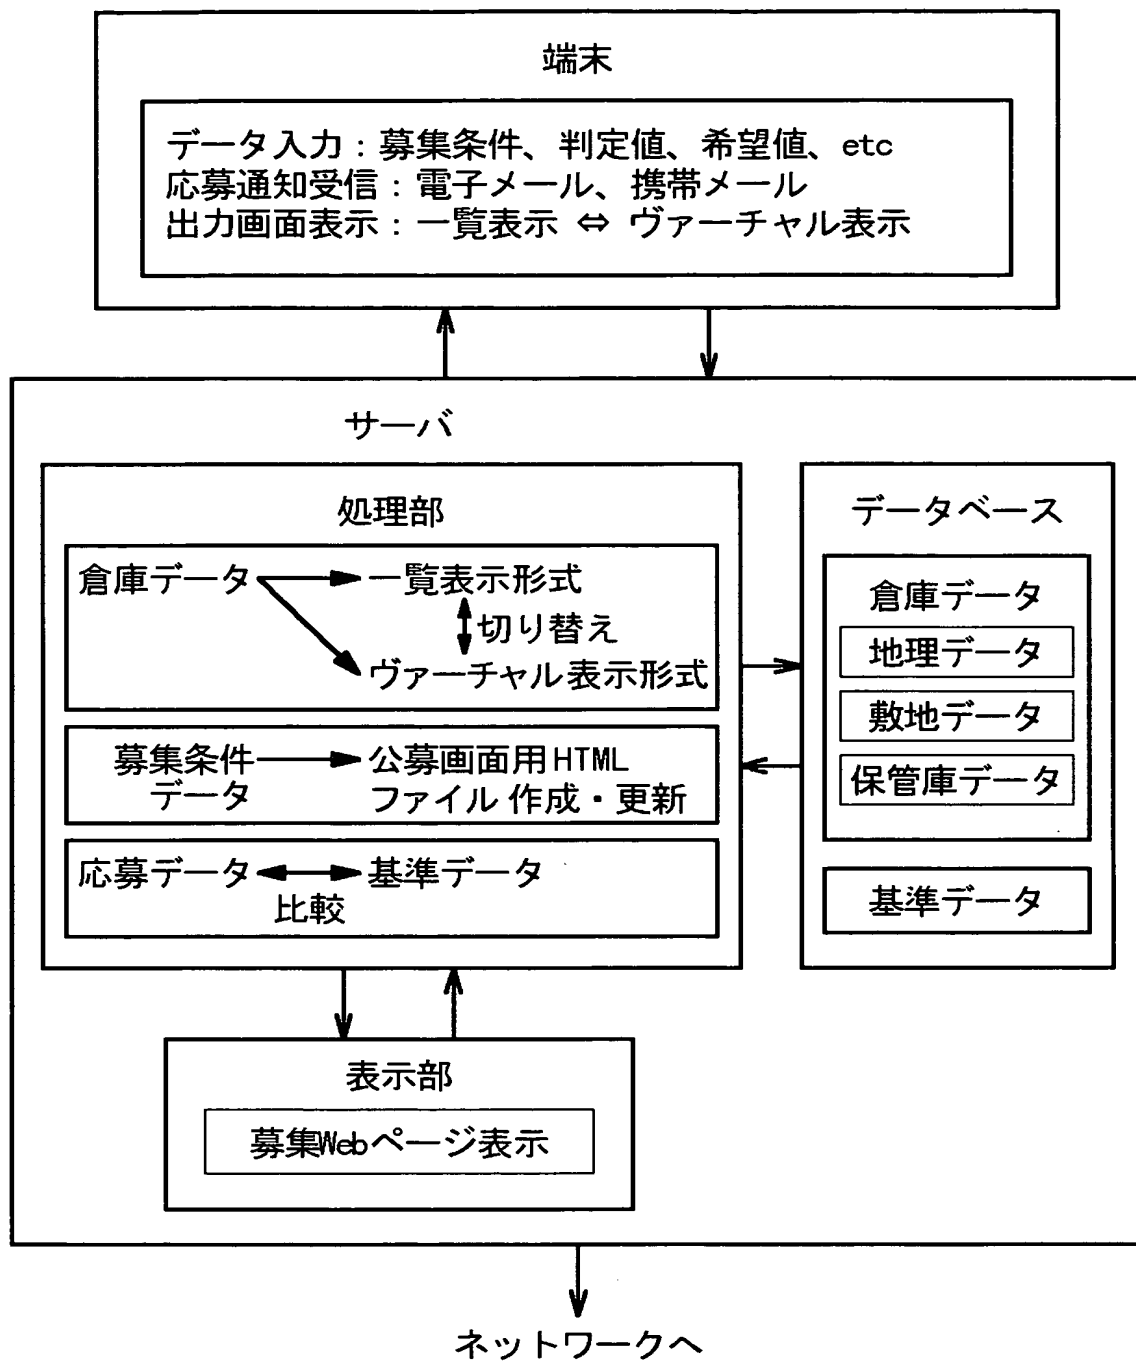 端末
データ入力：募集条件、判定値、希望値、etc
応募通知受信：電子メール、携帯メール
出力画面表示：一覧表示 ⇔ ヴァーチャル表示
サーバ
処理部
倉庫データ 一覧表示形式
切り替え
ヴァーチャル表示形式
募集条件 公募画面用HTML
データ ファイル作成・更新
応募データ 基準データ
比較
データベース
倉庫データ
地理データ
敷地データ
保管庫データ
基準データ
表示部
募集Webページ表示
ネットワークへ